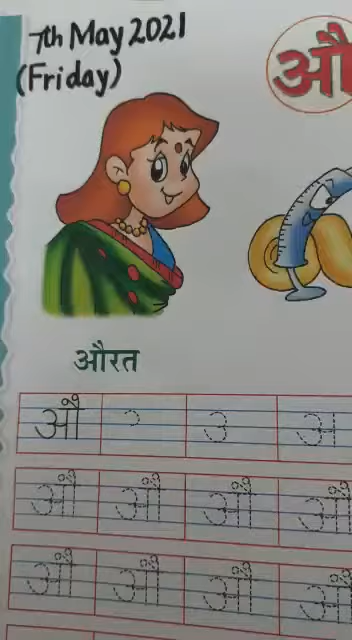 7th May 2021
(Friday)
औ
औरत
औ
औ औ औ औ
औ औ औ औ